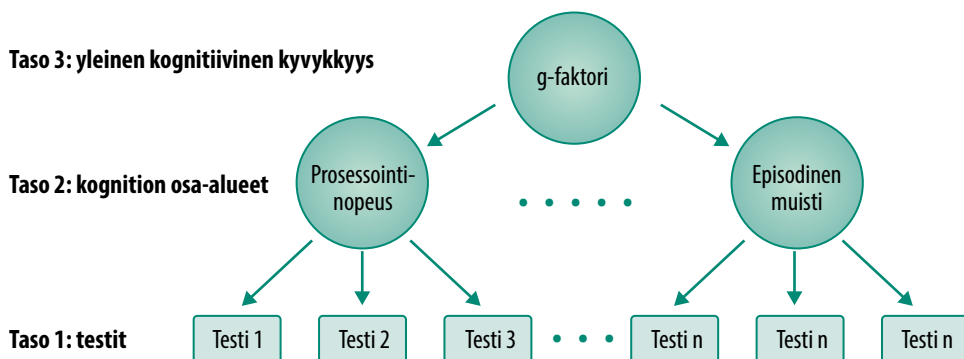 Taso 3: yleinen kognitiivinen kyvykkyys
g-faktori
Taso 2: kognition osa-alueet
Prosessointi-
nopeus
Episodinen
muisti
Taso 1: testit
Testi 1
Testi 2
Testi 3
Testi n
Testi n
Testi n